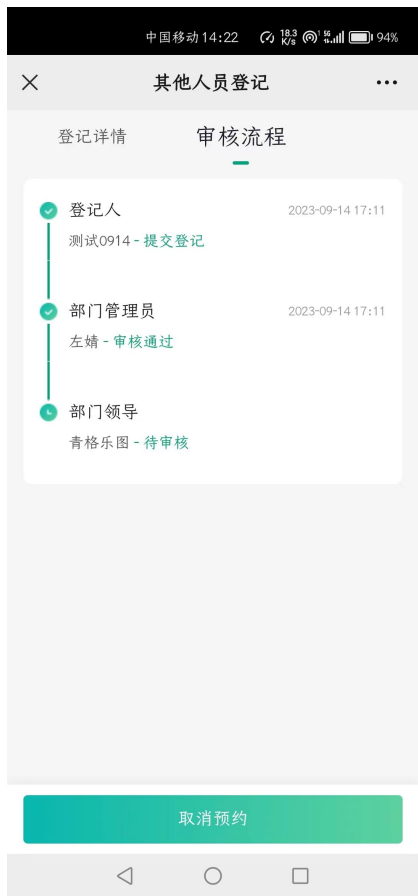 中国移动 14:22 18.3 K/s 5G 94%
其他人员登记
登记详情 审核流程
登记人 2023-09-14 17:11
测试0914 - 提交登记
部门管理员 2023-09-14 17:11
左婧 - 审核通过
部门领导
青格乐图 - 待审核
取消预约